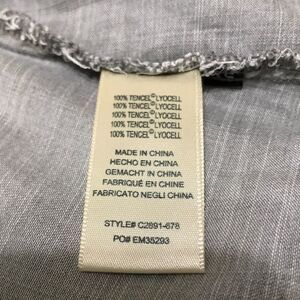 100% TENCEL® LYOCELL
100% TENCEL® LYOCELL
100% TENCEL® LYOCELL
100% TENCEL® LYOCELL
100% TENCEL® LYOCELL
MADE IN CHINA
HECHO EN CHINA
GEMACHT IN CHINA
FABRIQUÉ EN CHINE
FABRICATO NEGLI CHINA
STYLE# C2891-678
PO# EM35293